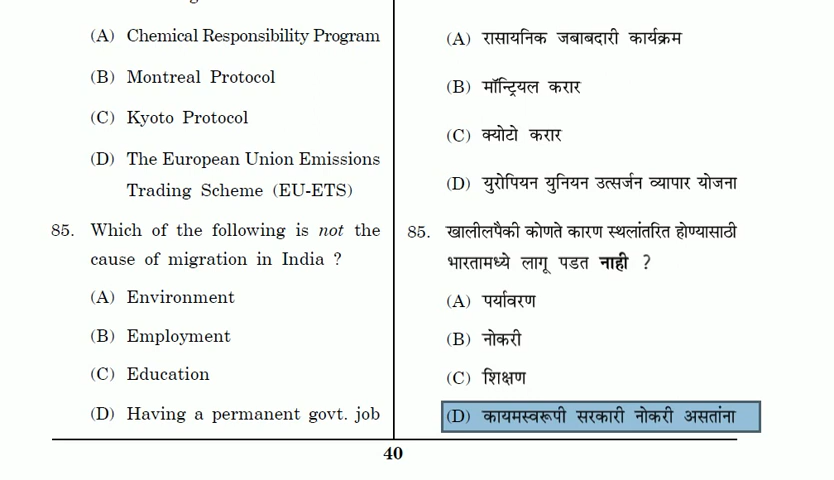 (A) Chemical Responsibility Program
(B) Montreal Protocol
(C) Kyoto Protocol
(D) The European Union Emissions
Trading Scheme (EU-ETS)
85. Which of the following is not the
cause of migration in India ?
(A) Environment
(B) Employment
(C) Education
(D) Having a permanent govt. job
(A) रासायनिक जबाबदारी कार्यक्रम
(B) मॉन्ट्रियल करार
(C) क्योटो करार
(D) युरोपियन युनियन उत्सर्जन व्यापार योजना
85. खालीलपैकी कोणते कारण स्थलांतरित होण्यासाठी
भारतामध्ये लागू पडत नाही ?
(A) पर्यावरण
(B) नोकरी
(C) शिक्षण
(D) कायमस्वरूपी सरकारी नोकरी असतांना
40